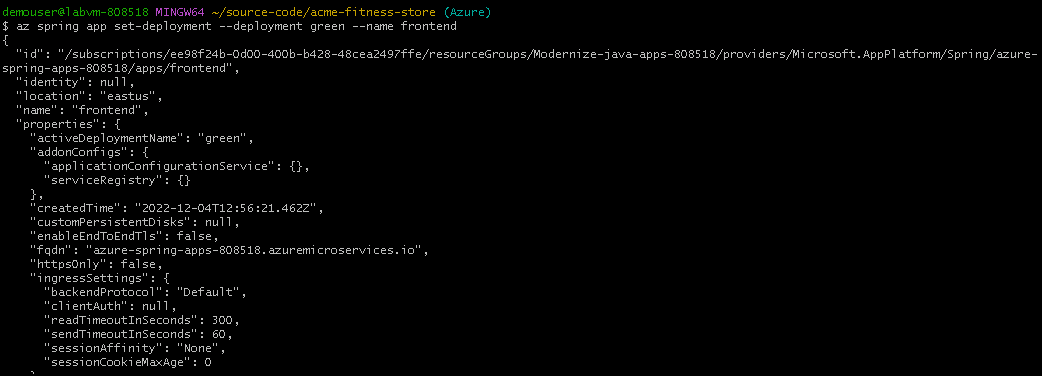 demouser@labvm-808518 MINGW64 ~/source-code/acme-fitness-store (Azure)
$ az spring app set-deployment --deployment green --name frontend
{
  "id": "/subscriptions/ee98f24b-0d00-400b-b428-48cea2497ffe/resourceGroups/Modernize-java-apps-808518/providers/Microsoft.AppPlatform/Spring/azure-
spring-apps-808518/apps/frontend",
  "identity": null,
  "location": "eastus",
  "name": "frontend",
  "properties": {
    "activeDeploymentName": "green",
    "addonConfigs": {
      "applicationConfigurationService": {},
      "serviceRegistry": {}
    },
    "createdTime": "2022-12-04T12:56:21.462Z",
    "customPersistentDisks": null,
    "enableEndToEndTls": false,
    "fqdn": "azure-spring-apps-808518.azuremicroservices.io",
    "httpsOnly": false,
    "ingressSettings": {
      "backendProtocol": "Default",
      "clientAuth": null,
      "readTimeoutInSeconds": 300,
      "sendTimeoutInSeconds": 60,
      "sessionAffinity": "None",
      "sessionCookieMaxAge": 0